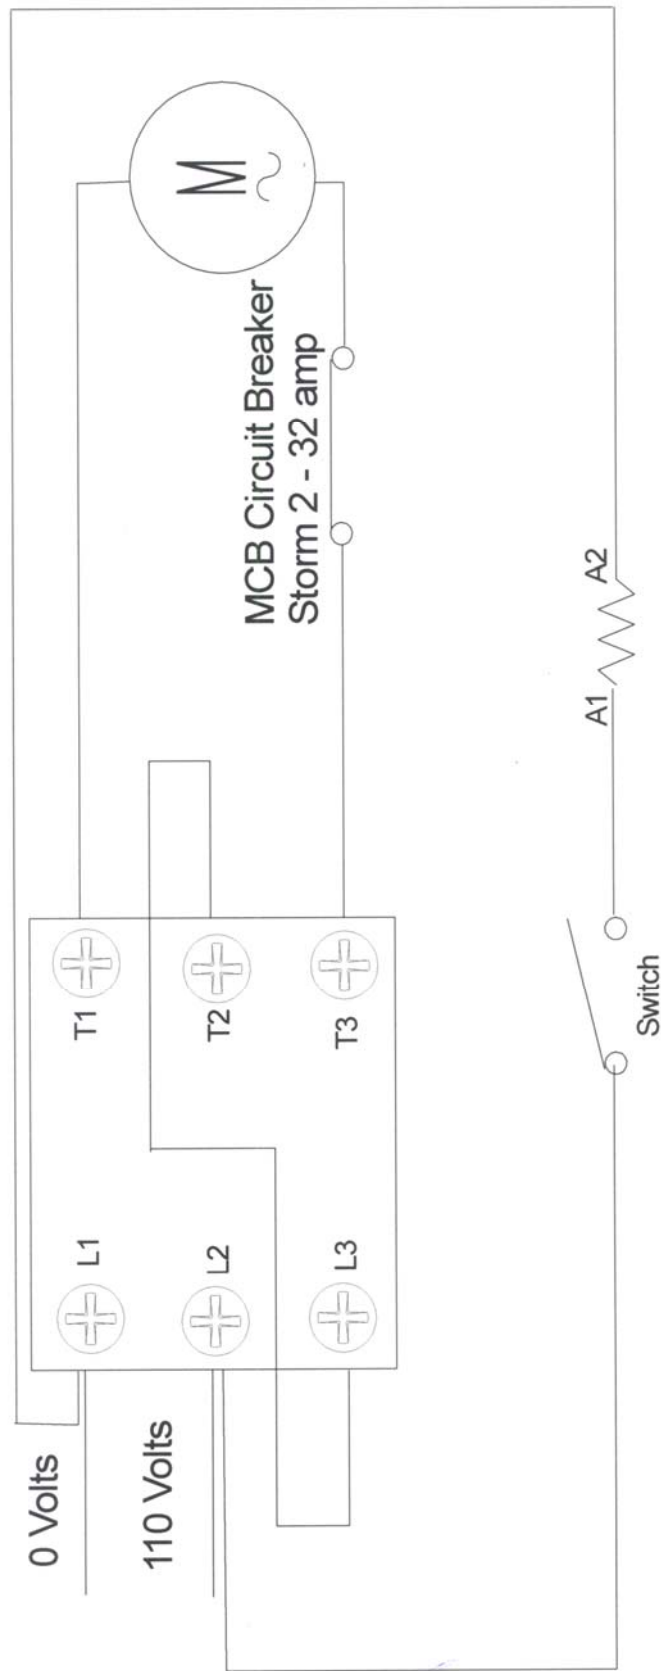 0 Volts
110 Volts
L1
L2
L3
T1
T2
T3
MCB Circuit Breaker
Storm 2 - 32 amp
M
Switch
A1
A2